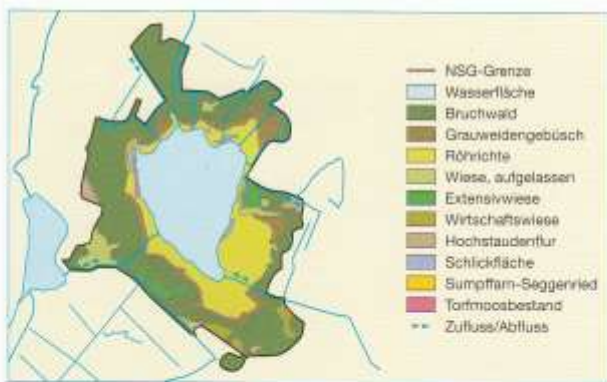 NSG-Grenze
Wasserfläche
Bruchwald
Grauweidengebüsch
Röhrichte
Wiese, aufgelassen
Extensivwiese
Wirtschaftswiese
Hochstaudenflur
Schlickfläche
Sumpffarn-Seggenried
Torfmoosbestand
Zufluss/Abfluss